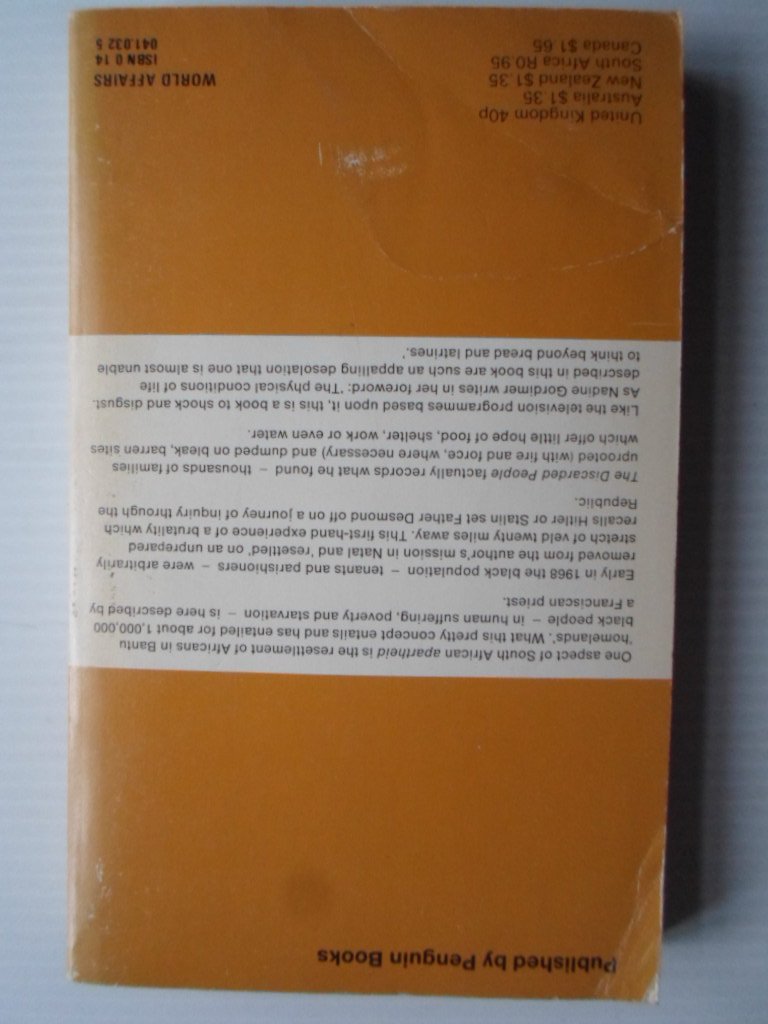 Published by Penguin Books
One aspect of South African apartheid is the resettlement of Africans in Bantu
'homelands'. What this pretty concept entails and has entailed for about 1,000,000
black people – in human suffering, poverty and starvation – is here described by
a Franciscan priest.
Early in 1968 the black population – tenants and parishioners – were arbitrarily
removed from the author's mission in Natal and 'resettled' on an unprepared
stretch of veld twenty miles away. This first-hand experience of a brutality which
recalls Hitler or Stalin set Father Desmond off on a journey of inquiry through the
Republic.
The Discarded People factually records what he found – thousands of families
uprooted (with fire and force, where necessary) and dumped on bleak, barren sites
which offer little hope of food, shelter, work or even water.
Like the television programmes based upon it, this is a book to shock and disgust.
As Nadine Gordimer writes in her foreword: 'The physical conditions of life
described in this book are such an appalling desolation that one is almost unable
to think beyond bread and latrines.'
United Kingdom 40p
Australia $1.35
New Zealand $1.35
South Africa R0.95
Canada $1.65
WORLD AFFAIRS
ISBN 0 14
041.032 5